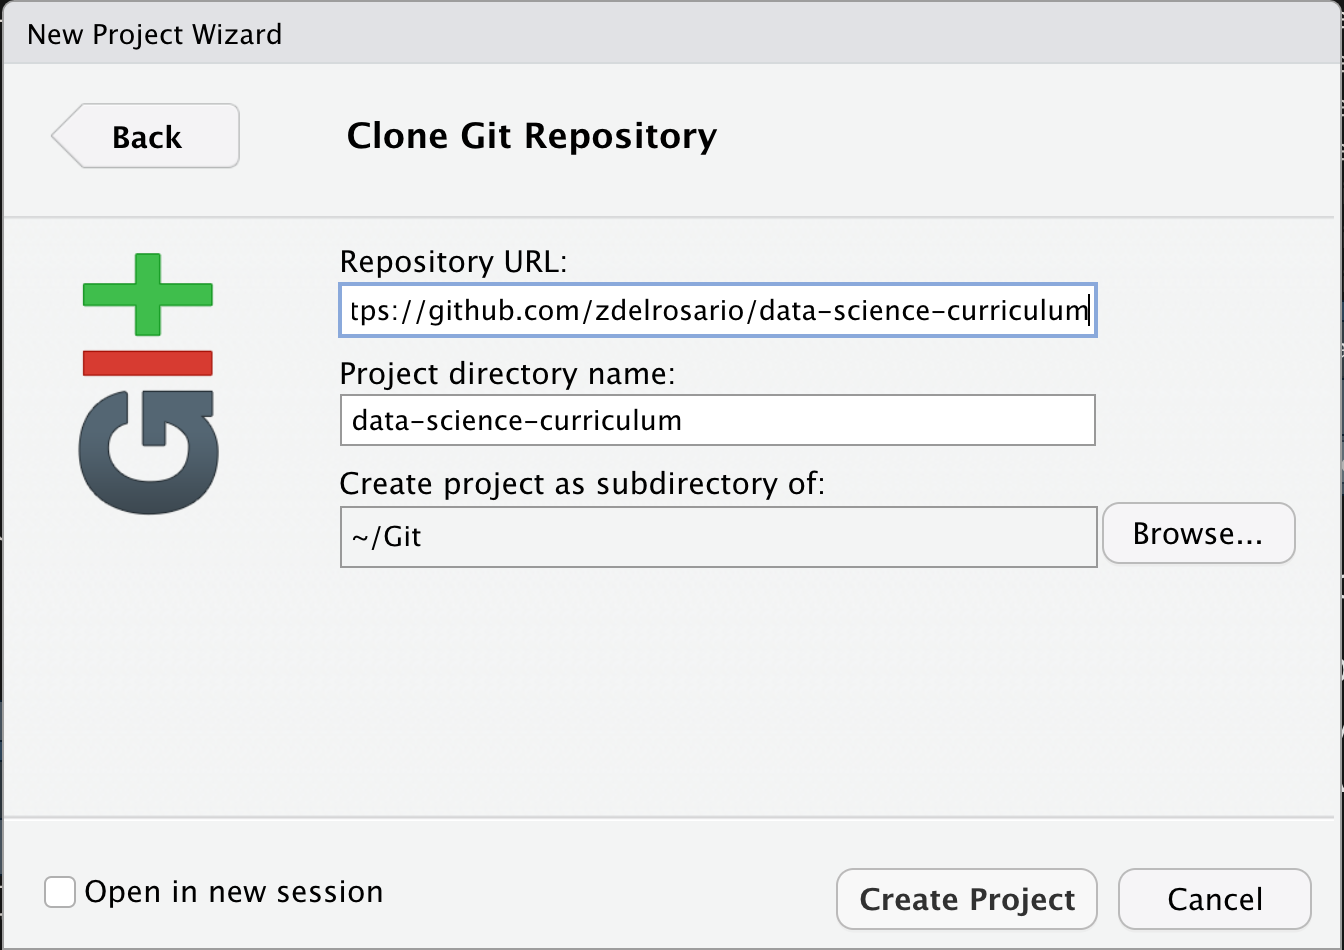 New Project Wizard
Back
Clone Git Repository
Repository URL:
tps://github.com/zdelrosario/data-science-curriculum
Project directory name:
data-science-curriculum
Create project as subdirectory of:
~/Git
Browse...
Open in new session
Create Project
Cancel